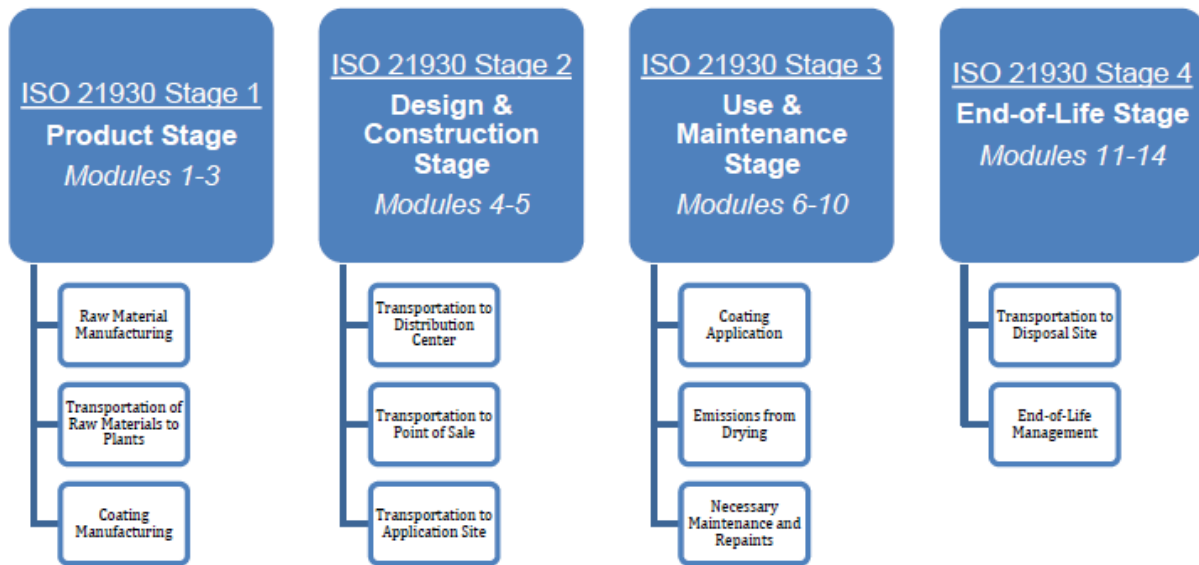 ISO 21930 Stage 1
Product Stage
Modules 1-3
Raw Material
Manufacturing
Transportation of
Raw Materials to
Plants
Coating
Manufacturing
ISO 21930 Stage 2
Design &
Construction
Stage
Modules 4-5
Transportation to
Distribution
Center
Transportation to
Point of Sale
Transportation to
Application Site
ISO 21930 Stage 3
Use &
Maintenance
Stage
Modules 6-10
Coating
Application
Emissions from
Drying
Necessary
Maintenance and
Repaints
ISO 21930 Stage 4
End-of-Life Stage
Modules 11-14
Transportation to
Disposal Site
End-of-Life
Management